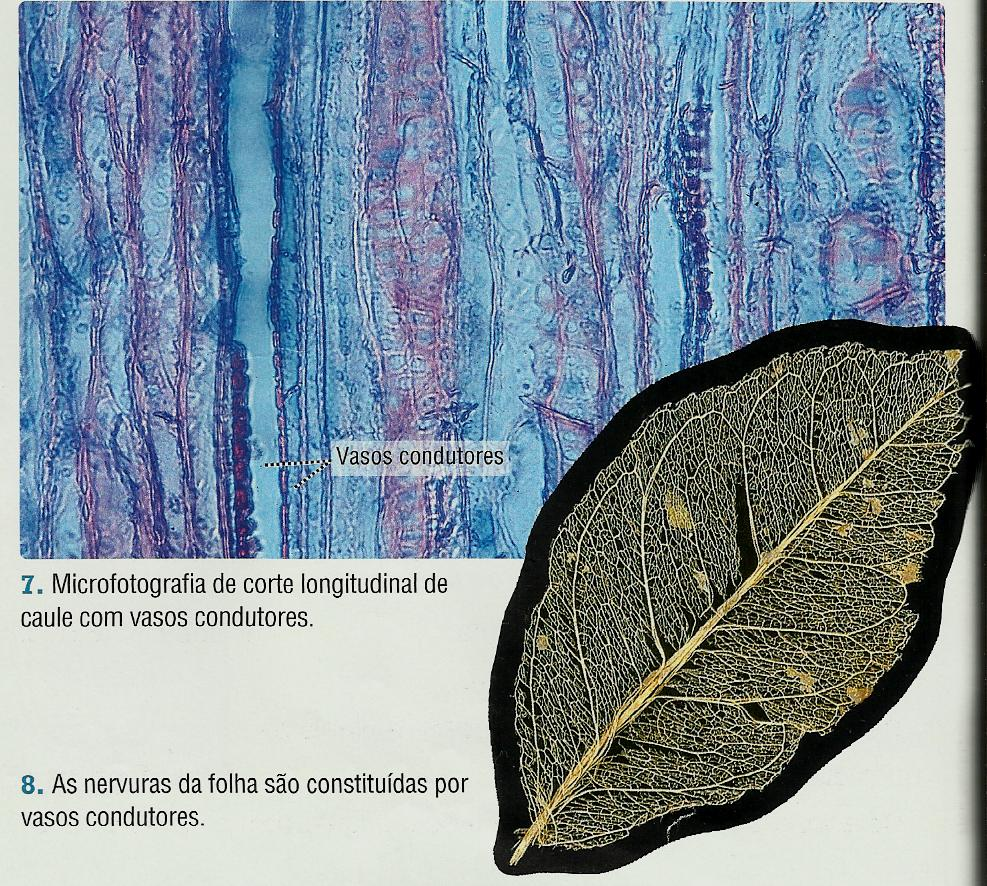 Vasos condutores
7. Microfotografia de corte longitudinal de
caule com vasos condutores.
8. As nervuras da folha são constituídas por
vasos condutores.